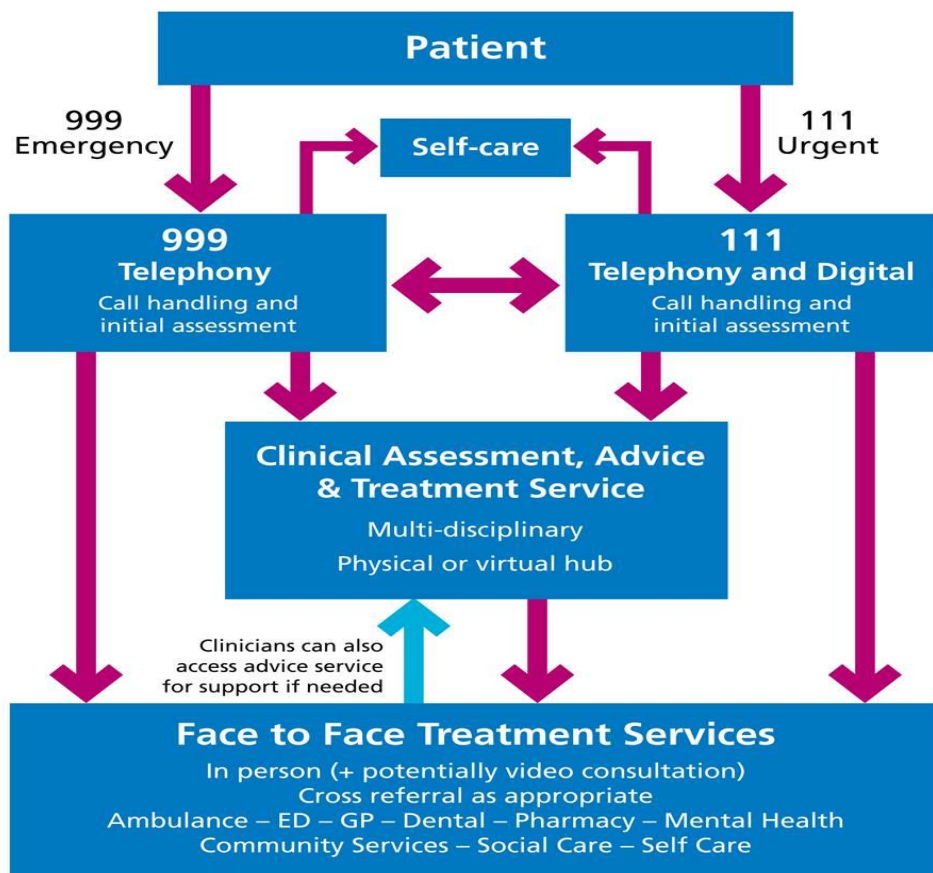 Patient
999
Emergency
111
Urgent
Self-care
999
Telephony
Call handling and
initial assessment
111
Telephony and Digital
Call handling and
initial assessment
Clinical Assessment, Advice
& Treatment Service
Multi-disciplinary
Physical or virtual hub
Clinicians can also
access advice service
for support if needed
Face to Face Treatment Services
In person (+ potentially video consultation)
Cross referral as appropriate
Ambulance – ED – GP – Dental – Pharmacy – Mental Health
Community Services – Social Care – Self Care